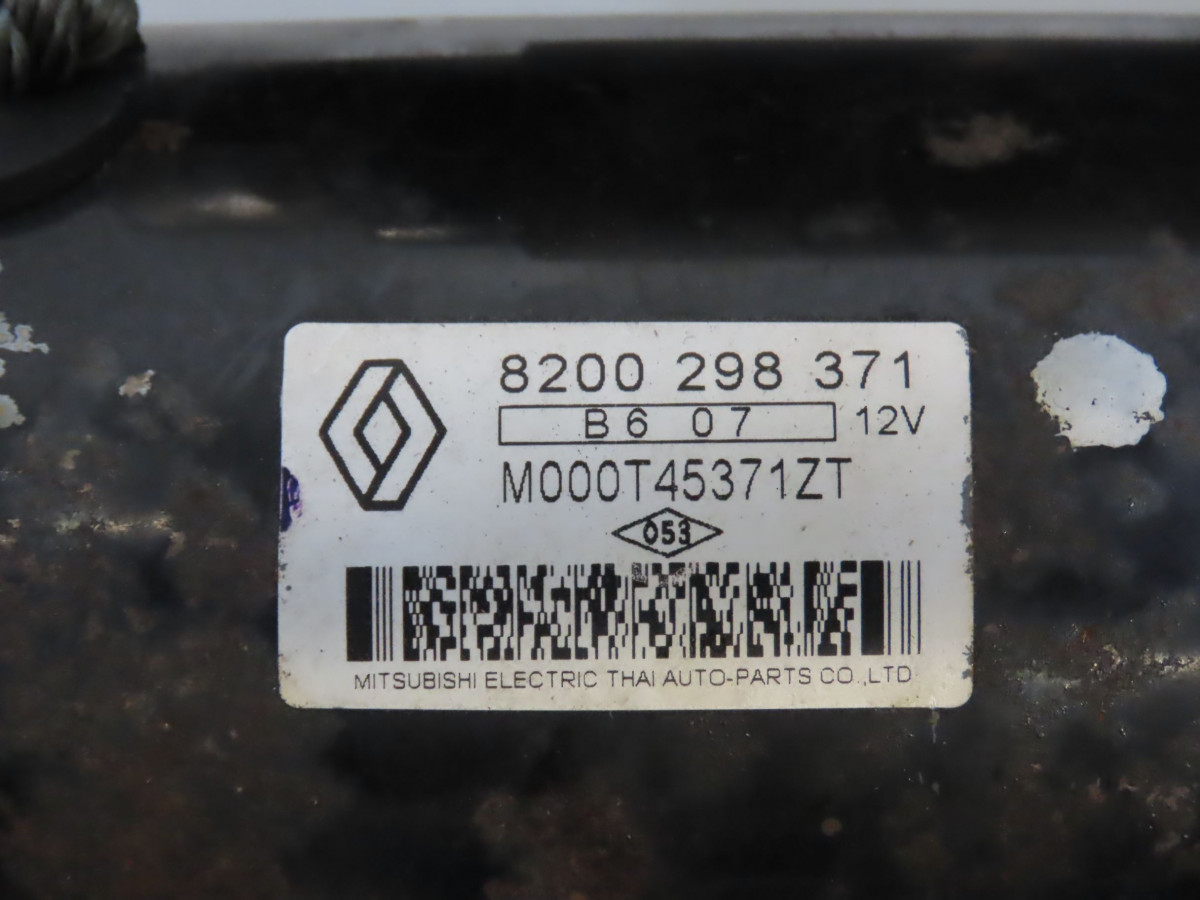 8200 298 371
B6 07 12V
M000T45371ZT
053
MITSUBISHI ELECTRIC THAI AUTO-PARTS CO.,LTD